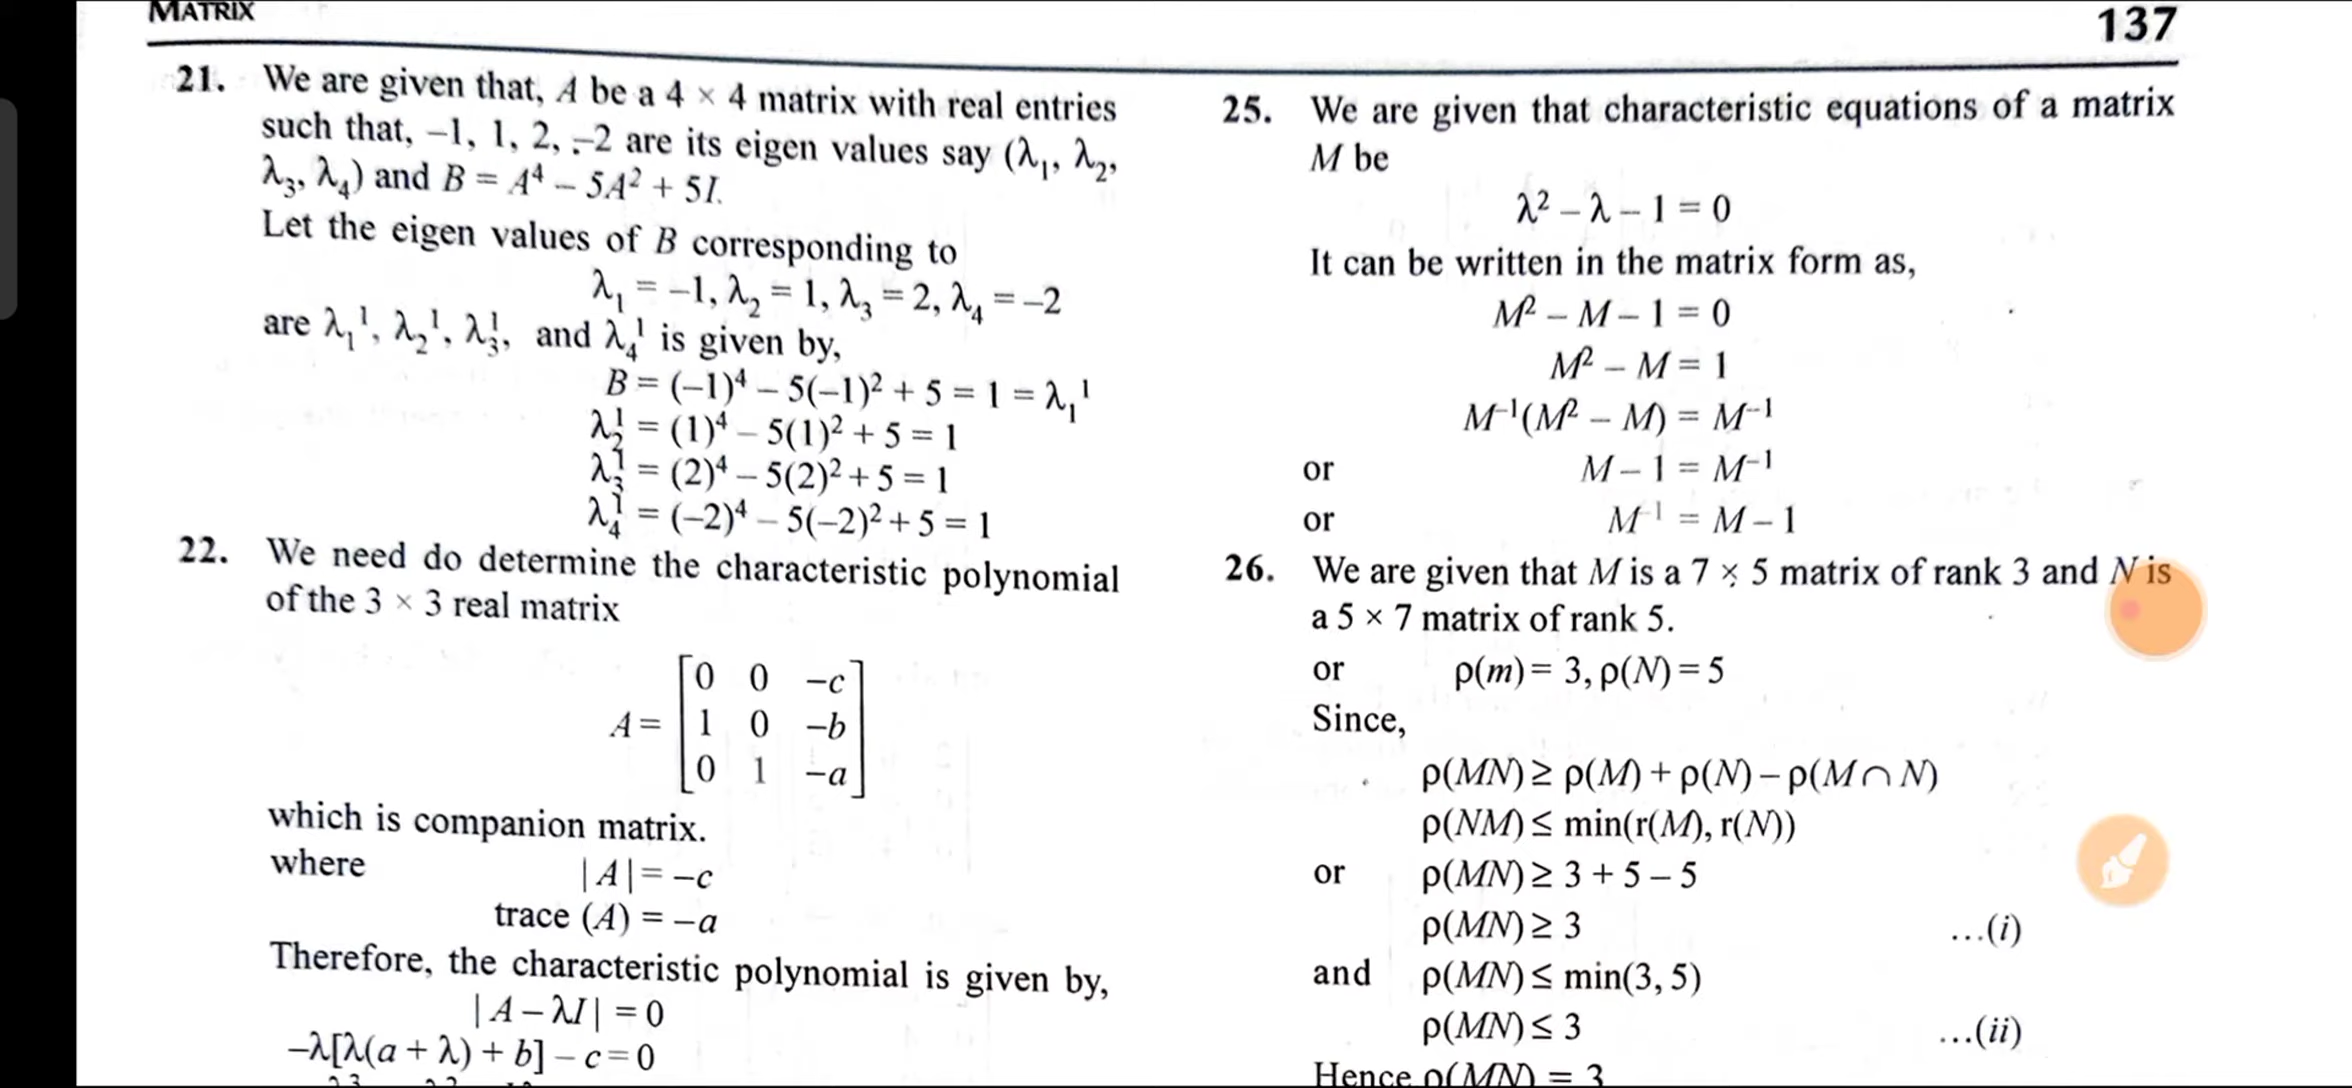 MATRIX
137
21. We are given that, A be a 4 × 4 matrix with real entries
such that, –1, 1, 2, –2 are its eigen values say (λ₁, λ₂,
λ₃, λ₄) and B = A⁴ – 5A² + 5I.
Let the eigen values of B corresponding to
λ₁ = –1, λ₂ = 1, λ₃ = 2, λ₄ = –2
are λ₁¹, λ₂¹, λ₃¹, and λ₄¹ is given by,
B = (–1)⁴ – 5(–1)² + 5 = 1 = λ₁¹
λ₂¹ = (1)⁴ – 5(1)² + 5 = 1
λ₃¹ = (2)⁴ – 5(2)² + 5 = 1
λ₄¹ = (–2)⁴ – 5(–2)² + 5 = 1
22. We need do determine the characteristic polynomial
of the 3 × 3 real matrix
0 0 –c
A = 1 0 –b
0 1 –a
which is companion matrix.
where |A| = –c
trace (A) = –a
Therefore, the characteristic polynomial is given by,
|A – λI| = 0
–λ[λ(a + λ) + b] – c = 0
25. We are given that characteristic equations of a matrix
M be
λ² – λ – 1 = 0
It can be written in the matrix form as,
M² – M – 1 = 0
M² – M = 1
M⁻¹(M² – M) = M⁻¹
or M – 1 = M⁻¹
or M⁻¹ = M – 1
26. We are given that M is a 7 × 5 matrix of rank 3 and N is
a 5 × 7 matrix of rank 5.
or ρ(m) = 3, ρ(N) = 5
Since,
ρ(MN) ≥ ρ(M) + ρ(N) – ρ(M ∩ N)
ρ(NM) ≤ min(r(M), r(N))
or ρ(MN) ≥ 3 + 5 – 5
ρ(MN) ≥ 3 ...(i)
and ρ(MN) ≤ min(3, 5)
ρ(MN) ≤ 3 ...(ii)
Hence ρ(MN) = 3